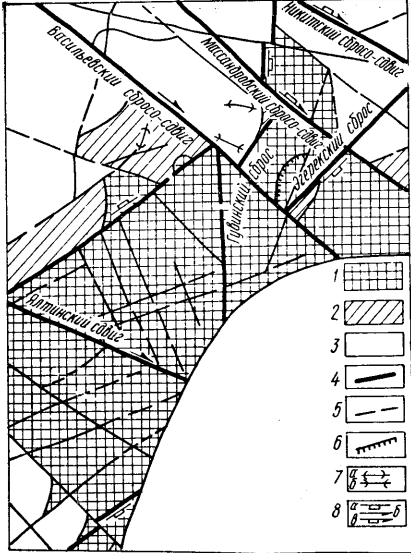 Васильевский сбросо-сдвиг
Массандровский сбросо-сдвиг
Никитский сбросо-сдвиг
Гувинский сброс
Эгерекский сброс
Ялтинский сдвиг
1
2
3
4
5
6
7 а
в
8 а б
в